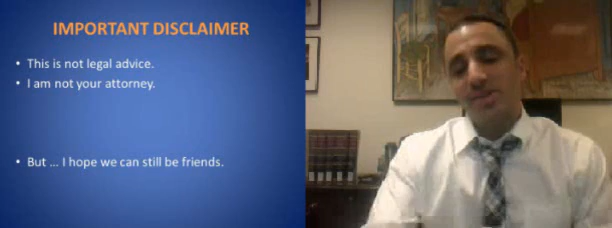 IMPORTANT DISCLAIMER
• This is not legal advice.
• I am not your attorney.
• But ... I hope we can still be friends.